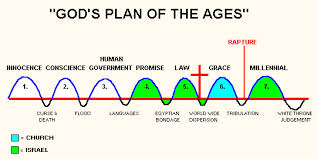 "GOD'S PLAN OF THE AGES"
RAPTURE
HUMAN
INNOCENCE CONSCIENCE GOVERNMENT PROMISE LAW GRACE MILLENNIAL
1. 2. 3. 4. 5. 6. 7.
CURSE & DEATH
FLOOD
LANGUAGES
EGYPTIAN BONDAGE
WORLD WIDE DISPERSION
TRIBULATION
WHITE THRONE JUDGEMENT
= CHURCH
= ISRAEL